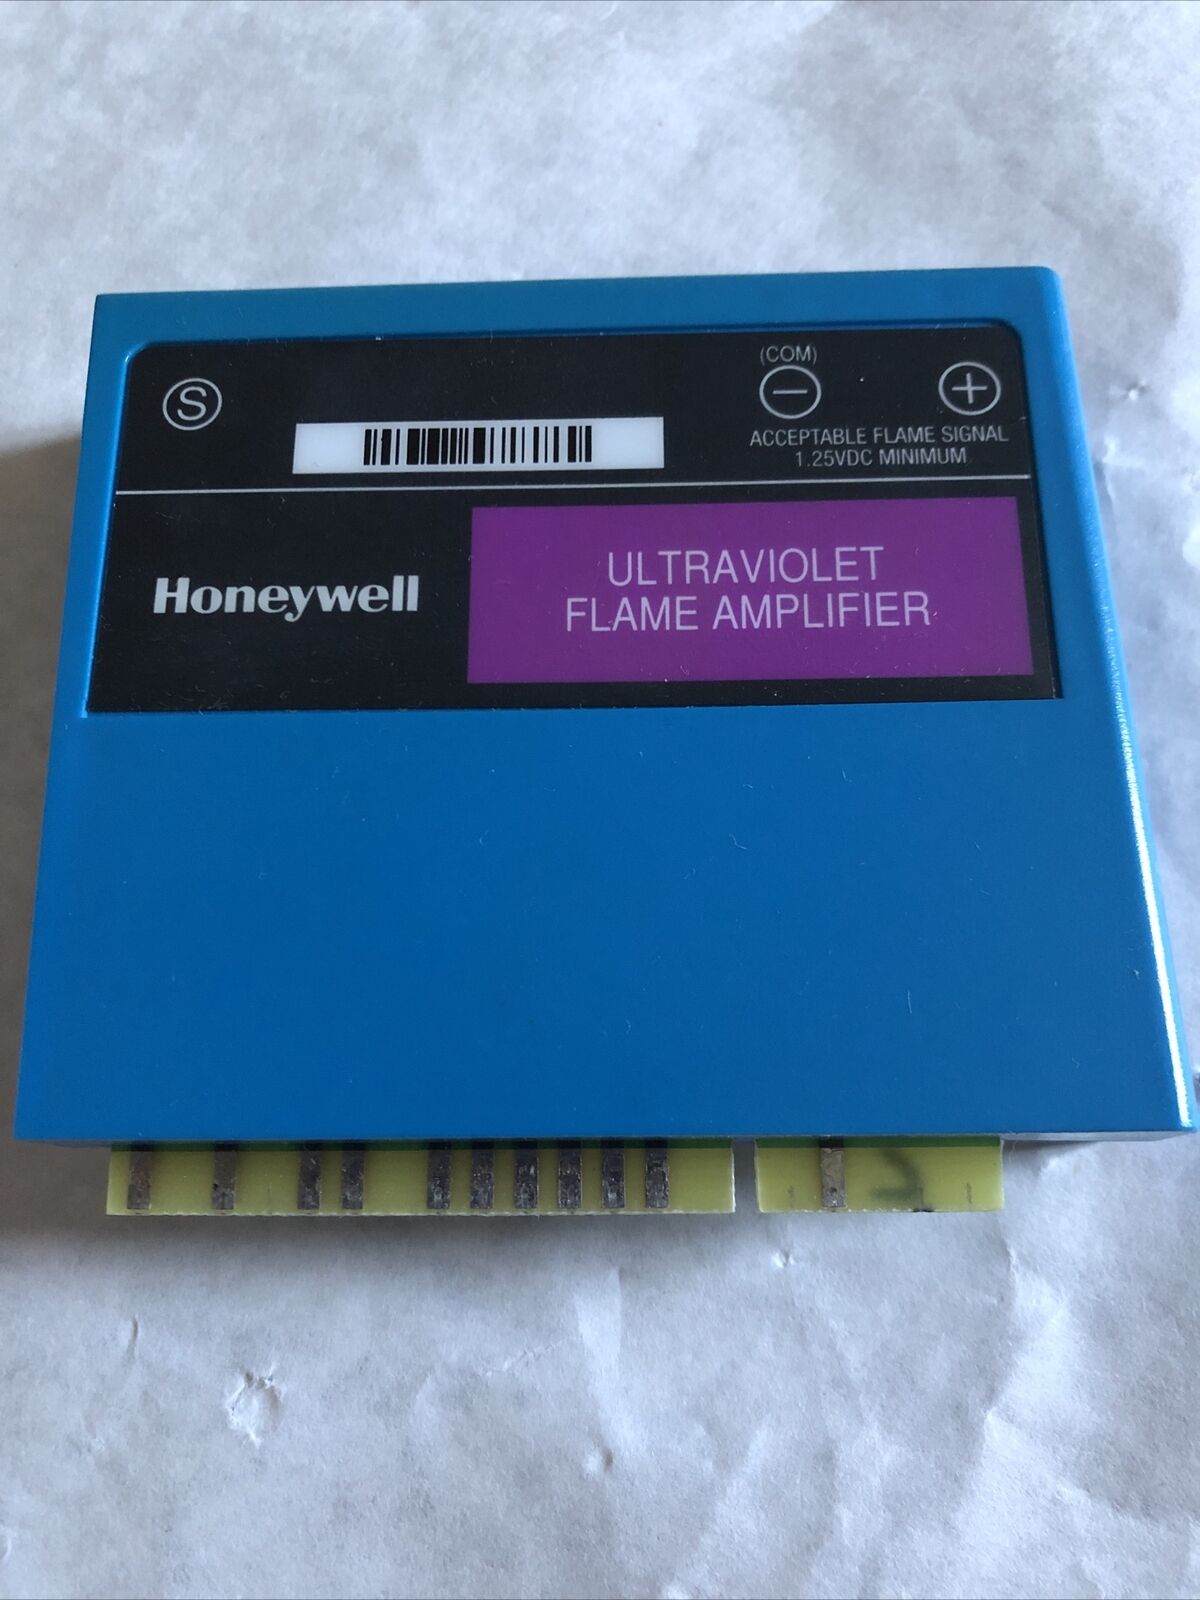 (COM)
S
− +
ACCEPTABLE FLAME SIGNAL
1.25VDC MINIMUM
Honeywell
ULTRAVIOLET
FLAME AMPLIFIER